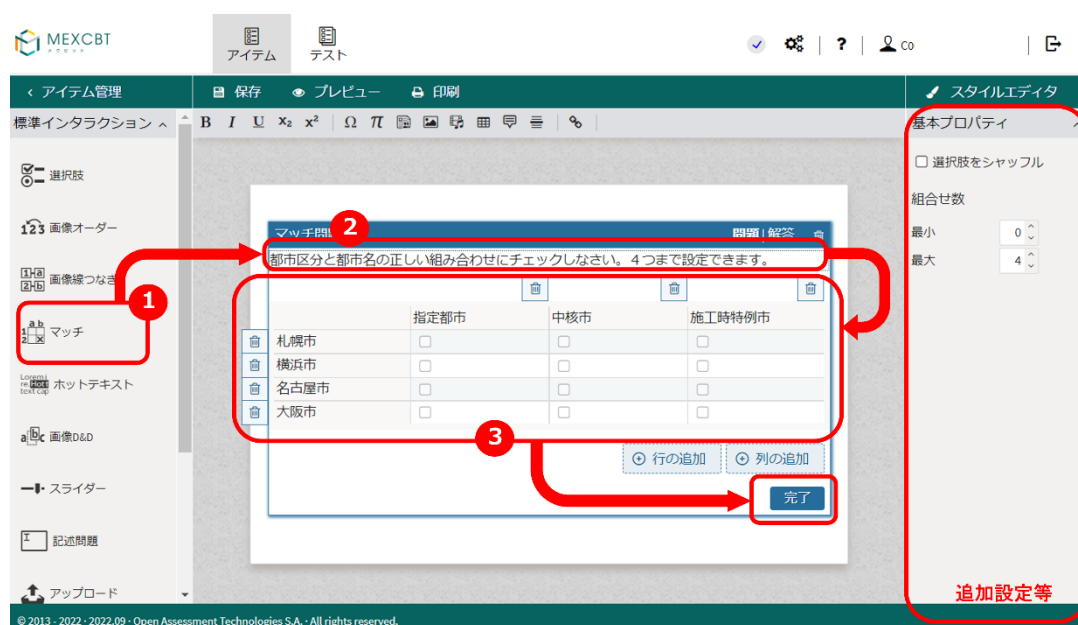 MEXCBT
メクビット
アイテム
テスト
?
co
アイテム管理
保存
プレビュー
印刷
スタイルエディタ
標準インタラクション
B I U x₂ x² Ω π
基本プロパティ
選択肢
選択肢をシャッフル
組合せ数
123 画像オーダー
最小 0
最大 4
2
マッチ問
問題 | 解答
都市区分と都市名の正しい組み合わせにチェックしなさい。４つまで設定できます。
画像線つなぎ
1
マッチ
指定都市 中核市 施工時特例市
札幌市
横浜市
名古屋市
大阪市
ホットテキスト
画像D&D
3
行の追加 列の追加
スライダー
完了
記述問題
アップロード
追加設定等
© 2013 - 2022 · 2022.09 · Open Assessment Technologies S.A. · All rights reserved.